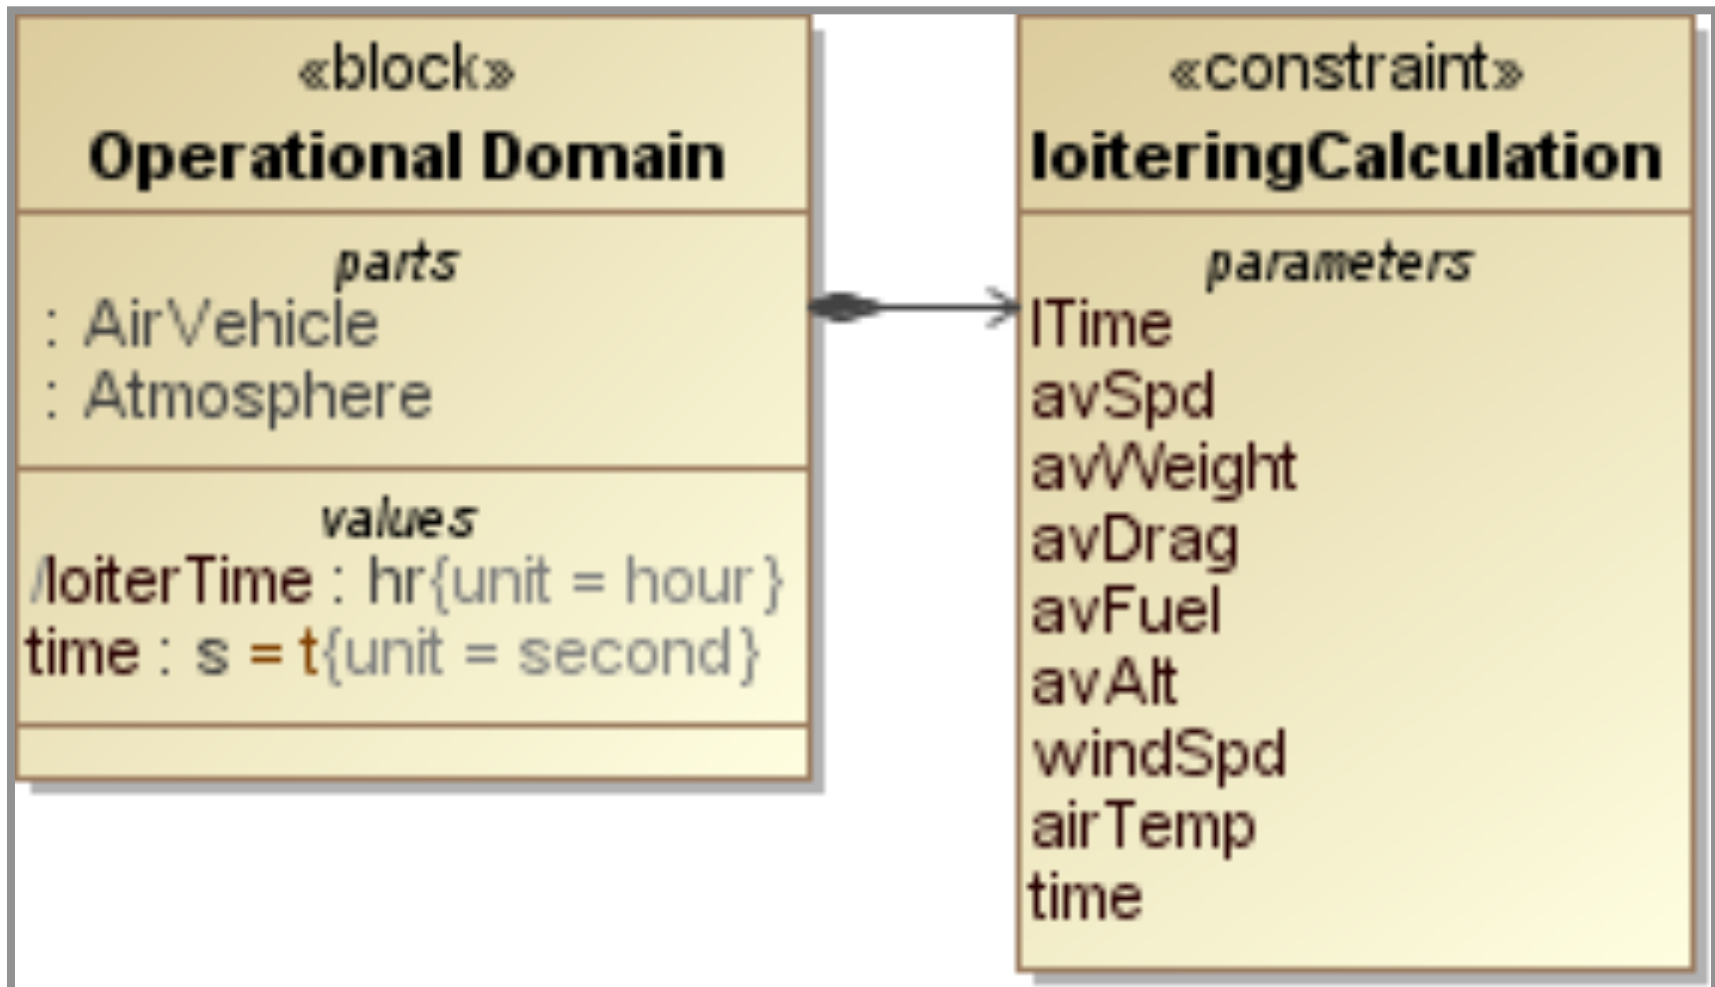 «block»
Operational Domain
parts
: AirVehicle
: Atmosphere
values
/loiterTime : hr{unit = hour}
time : s = t{unit = second}
«constraint»
loiteringCalculation
parameters
lTime
avSpd
avWeight
avDrag
avFuel
avAlt
windSpd
airTemp
time